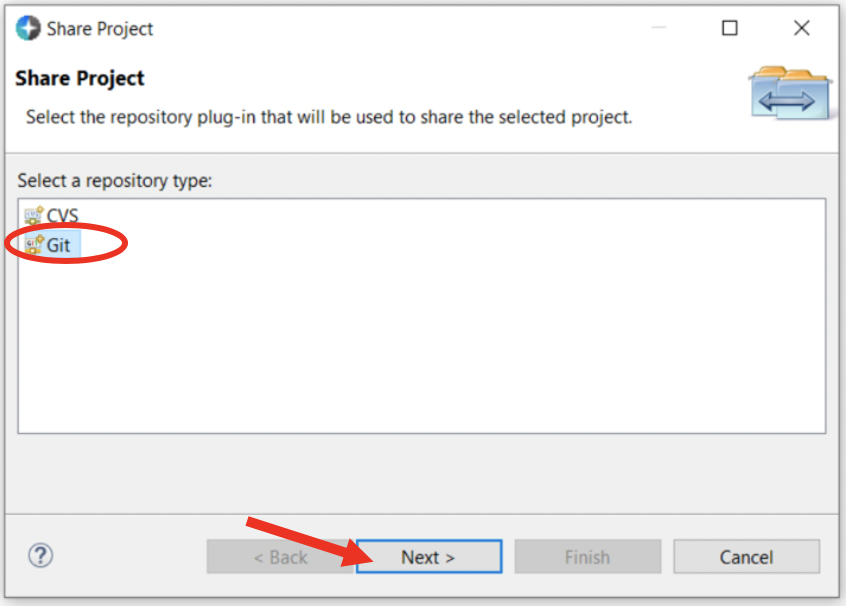 Share Project
Share Project
Select the repository plug-in that will be used to share the selected project.
Select a repository type:
CVS
Git
?
< Back
Next >
Finish
Cancel